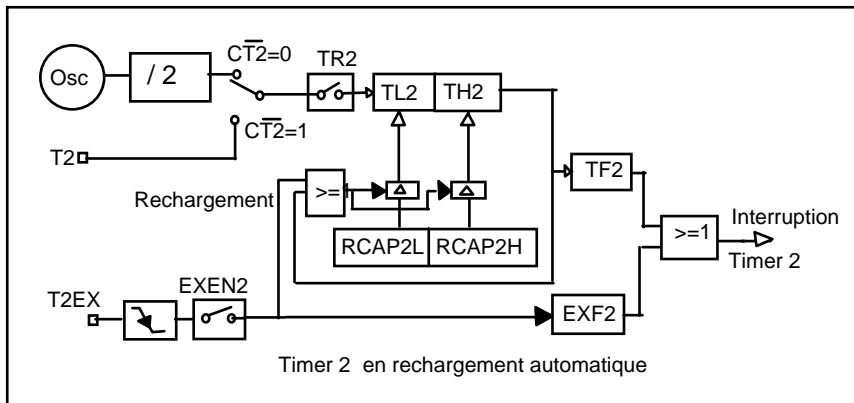 CT2=0
TR2
Osc
/ 2
TL2 TH2
CT2=1
T2
TF2
Rechargement
>=1
Interruption
>=1
RCAP2L RCAP2H
Timer 2
T2EX
EXEN2
EXF2
Timer 2 en rechargement automatique